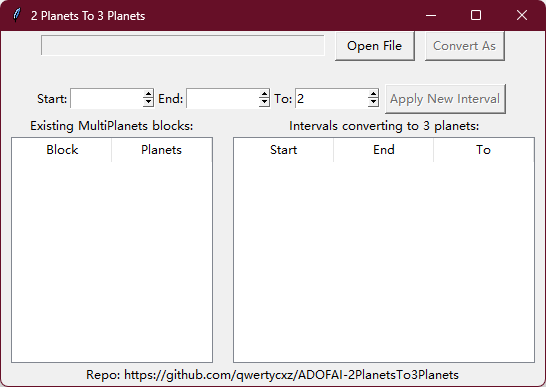 2 Planets To 3 Planets
Open File Convert As
Start: End: To: 2 Apply New Interval
Existing MultiPlanets blocks: Intervals converting to 3 planets:
Block Planets Start End To
Repo: https://github.com/qwertycxz/ADOFAI-2PlanetsTo3Planets